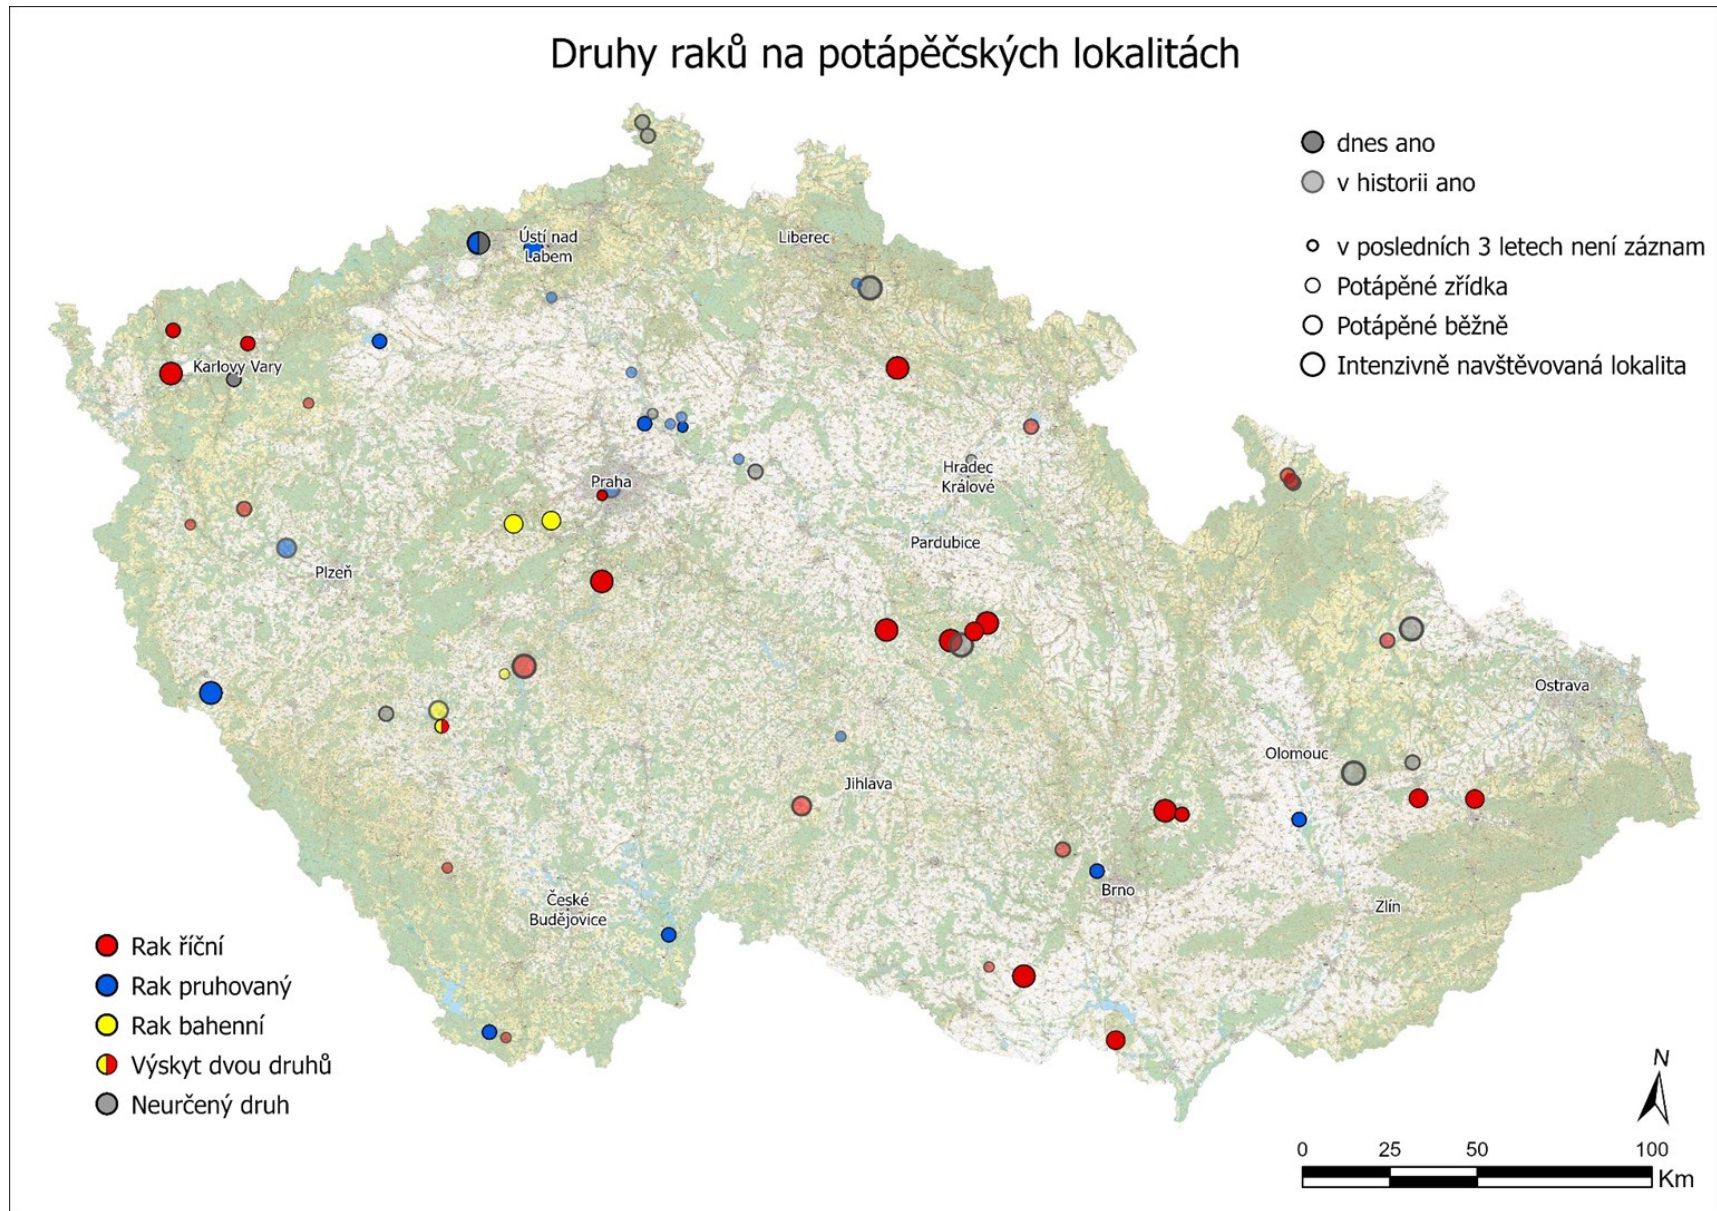 Druhy raků na potápěčských lokalitách
dnes ano
v historii ano
v posledních 3 letech není záznam
Potápěné zřídka
Potápěné běžně
Intenzivně navštěvovaná lokalita
Ústí nad
Labem
Liberec
Karlovy Vary
Praha
Hradec
Králové
Pardubice
Plzeň
Ostrava
Olomouc
Jihlava
Brno
Zlín
České
Budějovice
Rak říční
Rak pruhovaný
Rak bahenní
Výskyt dvou druhů
Neurčený druh
N
0 25 50 100
Km